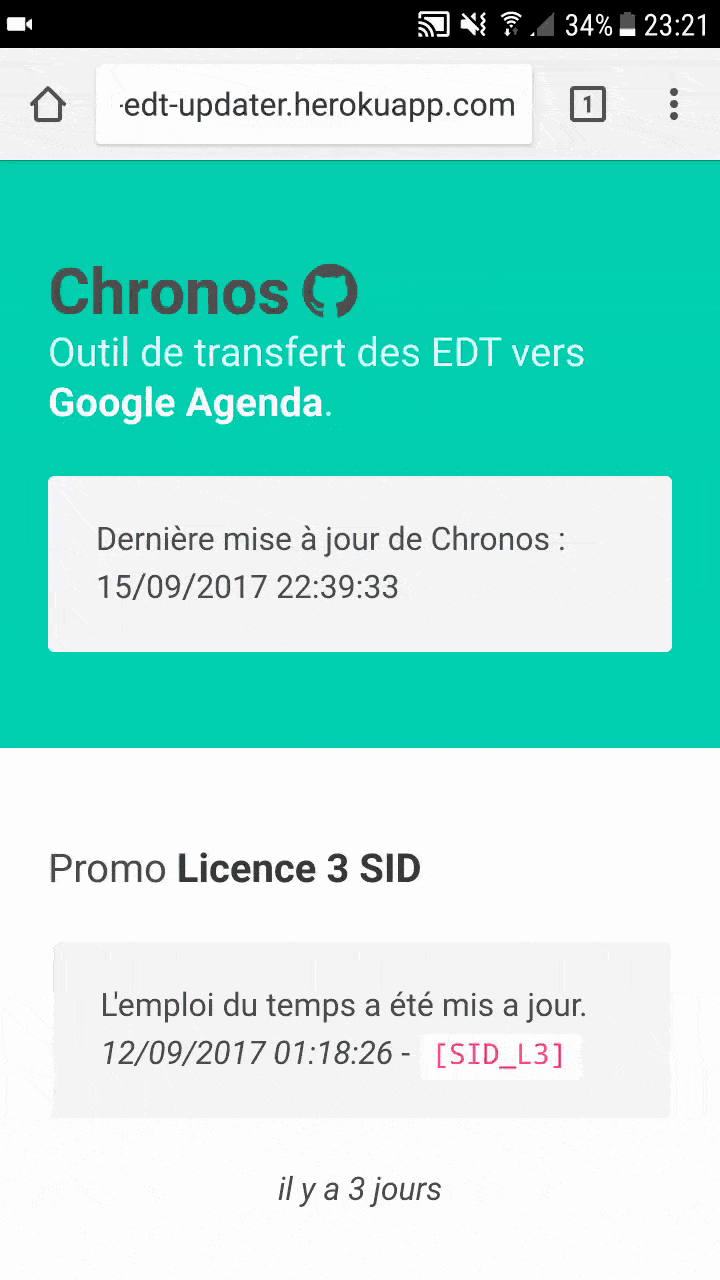 34% 23:21
-edt-updater.herokuapp.com 1
Chronos
Outil de transfert des EDT vers
Google Agenda.
Dernière mise à jour de Chronos :
15/09/2017 22:39:33
Promo Licence 3 SID
L'emploi du temps a été mis a jour.
12/09/2017 01:18:26 - [SID_L3]
il y a 3 jours